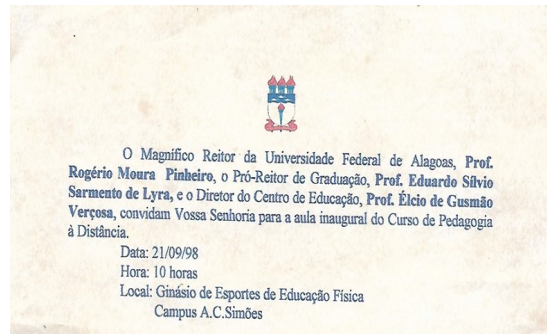 O Magnífico Reitor da Universidade Federal de Alagoas, Prof.
Rogério Moura Pinheiro, o Pró-Reitor de Graduação, Prof. Eduardo Sílvio
Sarmento de Lyra, e o Diretor do Centro de Educação, Prof. Élcio de Gusmão
Verçosa, convidam Vossa Senhoria para a aula inaugural do Curso de Pedagogia
à Distância.
Data: 21/09/98
Hora: 10 horas
Local: Ginásio de Esportes de Educação Física
Campus A.C.Simões